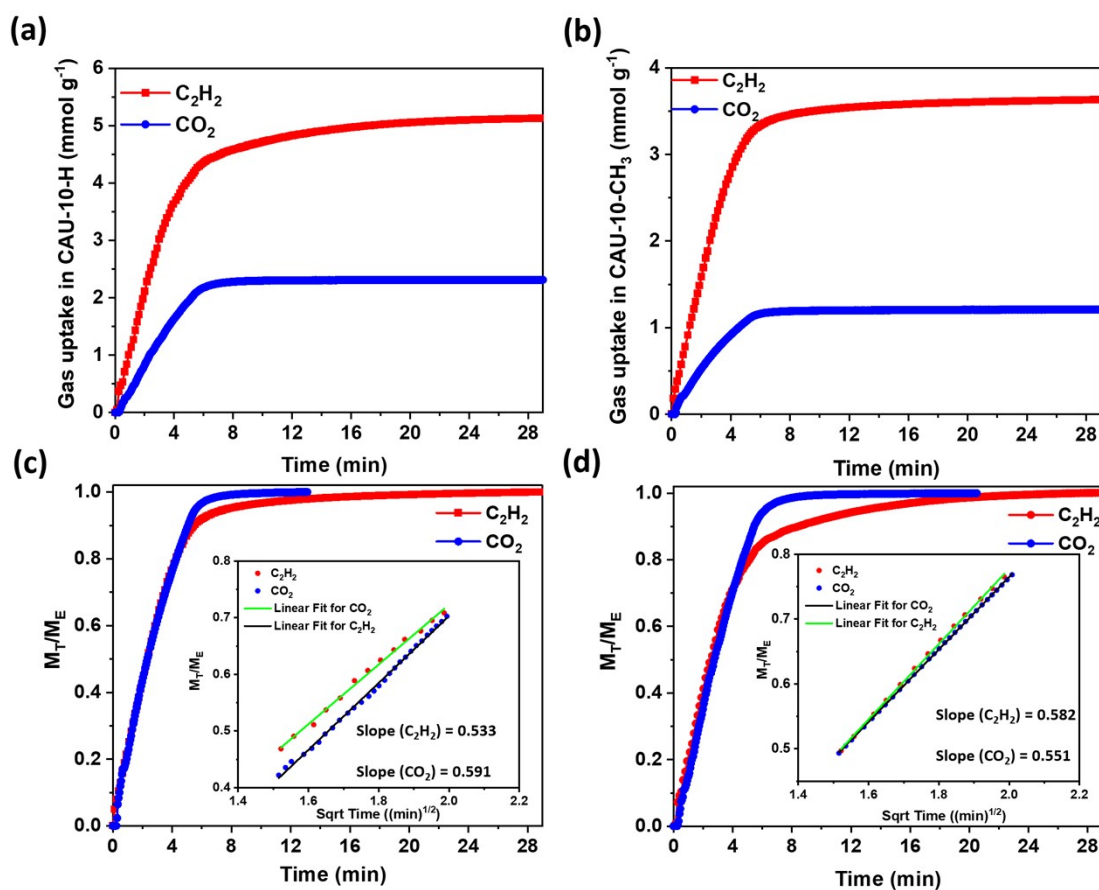 (a)
Gas uptake in CAU-10-H (mmol g⁻¹)
6
5
4
3
2
1
0
C₂H₂
CO₂
0 4 8 12 16 20 24 28
Time (min)
(b)
Gas uptake in CAU-10-CH₃ (mmol g⁻¹)
4
3
2
1
0
C₂H₂
CO₂
0 4 8 12 16 20 24 28
Time (min)
(c)
M_T/M_E
1.0
0.8
0.6
0.4
0.2
0.0
C₂H₂
CO₂
M_T/M_E
0.8
0.7
0.6
0.5
0.4
C₂H₂
CO₂
Linear Fit for CO₂
Linear Fit for C₂H₂
Slope (C₂H₂) = 0.533
Slope (CO₂) = 0.591
1.4 1.6 1.8 2.0 2.2
Sqrt Time ((min)^1/2)
0 4 8 12 16 20 24 28
Time (min)
(d)
M_T/M_E
1.0
0.8
0.6
0.4
0.2
0.0
C₂H₂
CO₂
M_T/M_E
0.8
0.7
0.6
0.5
C₂H₂
CO₂
Linear Fit for CO₂
Linear Fit for C₂H₂
Slope (C₂H₂) = 0.582
Slope (CO₂) = 0.551
1.4 1.6 1.8 2.0 2.2
Sqrt Time ((min)^1/2)
0 4 8 12 16 20 24 28
Time (min)